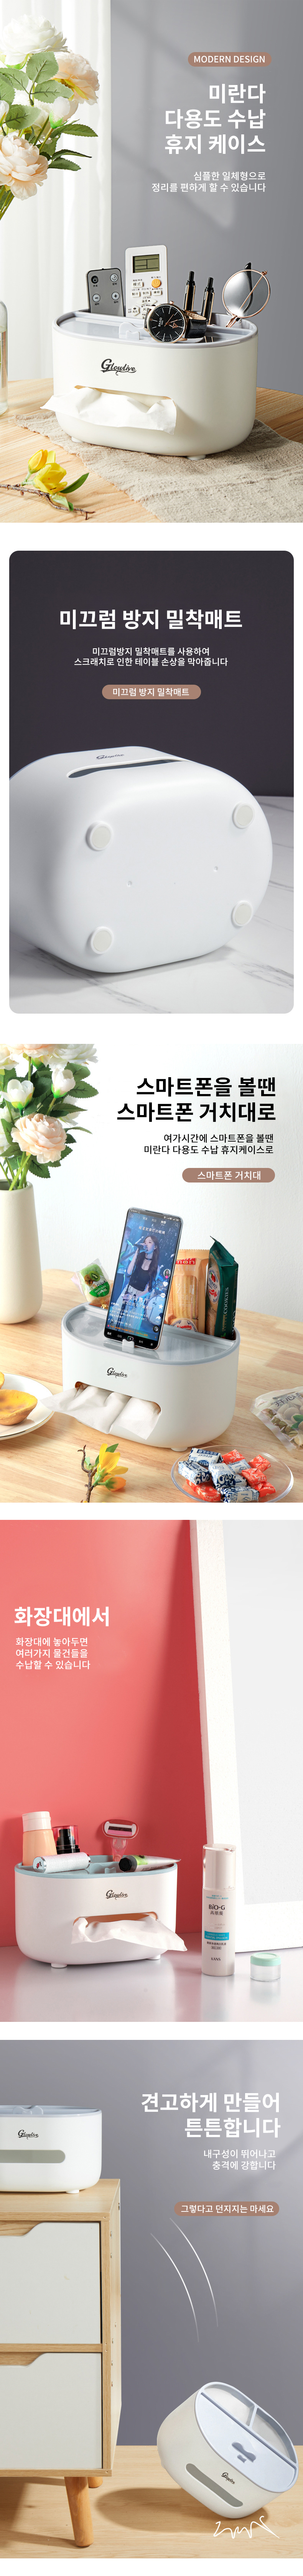 MODERN DESIGN
미란다
다용도 수납
휴지 케이스
심플한 일체형으로
정리를 편하게 할 수 있습니다
Glowlive
미끄럼 방지 밀착매트
미끄럼방지 밀착매트를 사용하여
스크래치로 인한 테이블 손상을 막아줍니다
미끄럼 방지 밀착매트
스마트폰을 볼땐
스마트폰 거치대로
여가시간에 스마트폰을 볼땐
미란다 다용도 수납 휴지케이스로
스마트폰 거치대
Glowlive
화장대에서
화장대에 놓아두면
여러가지 물건들을
수납할 수 있습니다
Glowlive
BIO-G
견고하게 만들어
튼튼합니다
내구성이 뛰어나고
충격에 강합니다
그렇다고 던지지는 마세요
Glowlive
Glowlive